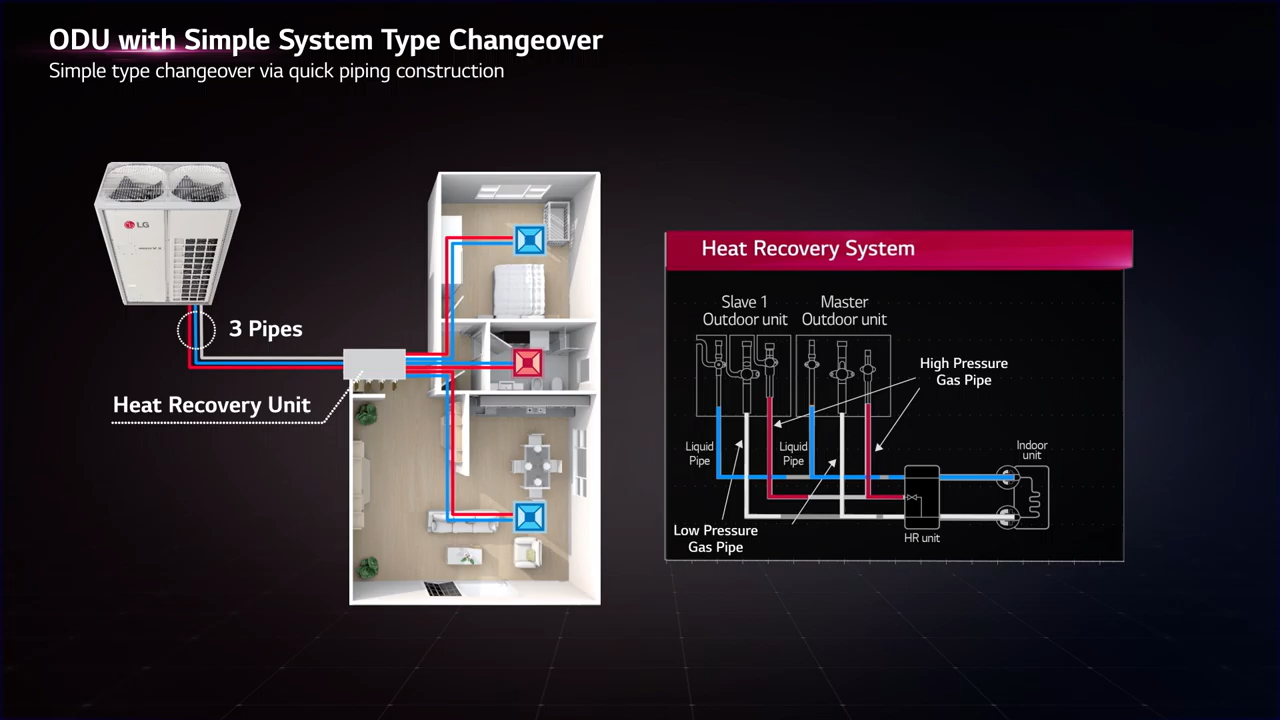 ODU with Simple System Type Changeover
Simple type changeover via quick piping construction
LG
3 Pipes
Heat Recovery Unit
Heat Recovery System
Slave 1
Outdoor unit
Master
Outdoor unit
High Pressure
Gas Pipe
Liquid
Pipe
Liquid
Pipe
Indoor
unit
Low Pressure
Gas Pipe
HR unit